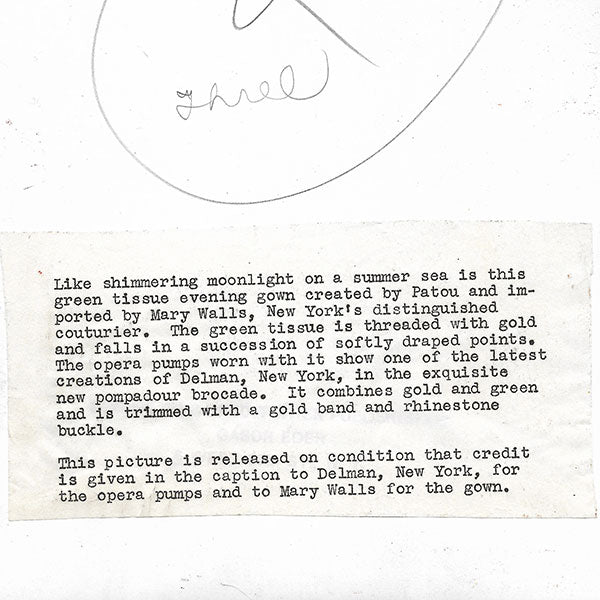 Three
Like shimmering moonlight on a summer sea is this
green tissue evening gown created by Patou and im-
ported by Mary Walls, New York's distinguished
couturier. The green tissue is threaded with gold
and falls in a succession of softly draped points.
The opera pumps worn with it show one of the latest
creations of Delman, New York, in the exquisite
new pompadour brocade. It combines gold and green
and is trimmed with a gold band and rhinestone
buckle.
GABOR EDER
This picture is released on condition that credit
is given in the caption to Delman, New York, for
the opera pumps and to Mary Walls for the gown.